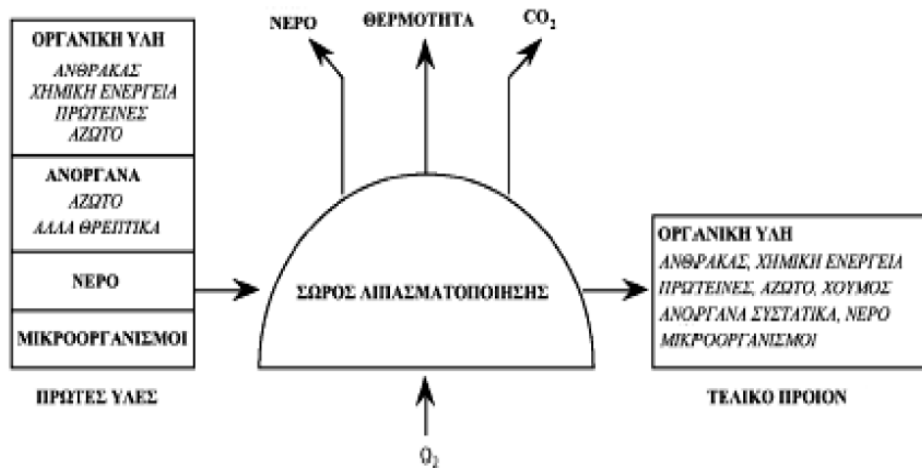 ΟΡΓΑΝΙΚΗ ΥΛΗ
ΑΝΘΡΑΚΑΣ
ΧΗΜΙΚΗ ΕΝΕΡΓΕΙΑ
ΠΡΩΤΕΙΝΕΣ
ΑΖΩΤΟ
ΑΝΟΡΓΑΝΑ
ΑΖΩΤΟ
ΑΛΛΑ ΘΡΕΠΤΙΚΑ
ΝΕΡΟ
ΜΙΚΡΟΟΡΓΑΝΙΣΜΟΙ
ΠΡΩΤΕΣ ΥΛΕΣ
ΝΕΡΟ
ΘΕΡΜΟΤΗΤΑ
CO₂
ΣΩΡΟΣ ΛΙΠΑΣΜΑΤΟΠΟΙΗΣΗΣ
O₂
ΟΡΓΑΝΙΚΗ ΥΛΗ
ΑΝΘΡΑΚΑΣ, ΧΗΜΙΚΗ ΕΝΕΡΓΕΙΑ
ΠΡΩΤΕΙΝΕΣ, ΑΖΩΤΟ, ΧΟΥΜΟΣ
ΑΝΟΡΓΑΝΑ ΣΥΣΤΑΤΙΚΑ, ΝΕΡΟ
ΜΙΚΡΟΟΡΓΑΝΙΣΜΟΙ
ΤΕΛΙΚΟ ΠΡΟΙΟΝ